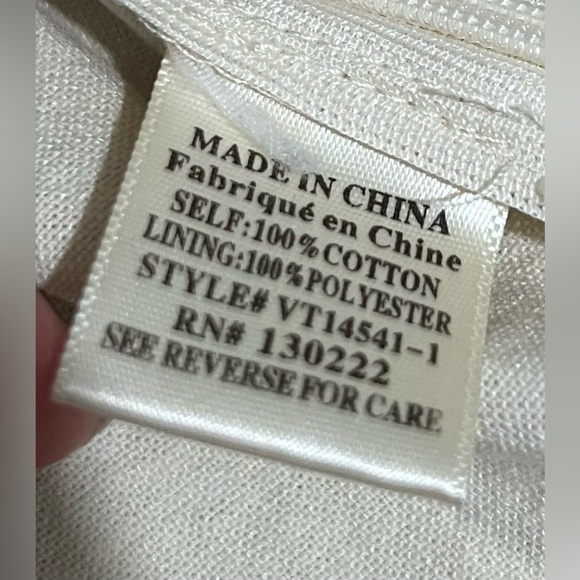 MADE IN CHINA
Fabriqué en Chine
SELF:100% COTTON
LINING:100% POLYESTER
STYLE# VT14541-1
RN# 130222
SEE REVERSE FOR CARE